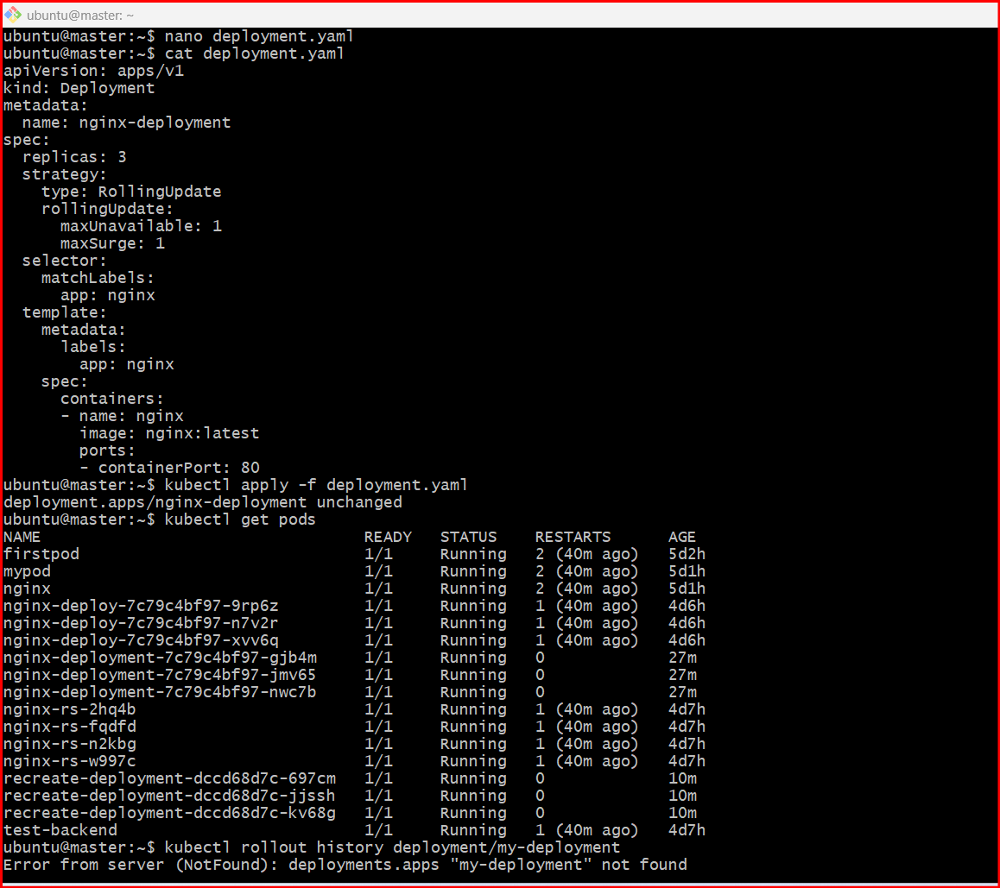 ubuntu@master: ~
ubuntu@master:~$ nano deployment.yaml
ubuntu@master:~$ cat deployment.yaml
apiVersion: apps/v1
kind: Deployment
metadata:
  name: nginx-deployment
spec:
  replicas: 3
  strategy:
    type: RollingUpdate
    rollingUpdate:
      maxUnavailable: 1
      maxSurge: 1
  selector:
    matchLabels:
      app: nginx
  template:
    metadata:
      labels:
        app: nginx
    spec:
      containers:
      - name: nginx
        image: nginx:latest
        ports:
        - containerPort: 80
ubuntu@master:~$ kubectl apply -f deployment.yaml
deployment.apps/nginx-deployment unchanged
ubuntu@master:~$ kubectl get pods
NAME                                  READY   STATUS    RESTARTS      AGE
firstpod                              1/1     Running   2 (40m ago)   5d2h
mypod                                 1/1     Running   2 (40m ago)   5d1h
nginx                                 1/1     Running   2 (40m ago)   5d1h
nginx-deploy-7c79c4bf97-9rp6z         1/1     Running   1 (40m ago)   4d6h
nginx-deploy-7c79c4bf97-n7v2r         1/1     Running   1 (40m ago)   4d6h
nginx-deploy-7c79c4bf97-xvv6q         1/1     Running   1 (40m ago)   4d6h
nginx-deployment-7c79c4bf97-gjb4m     1/1     Running   0             27m
nginx-deployment-7c79c4bf97-jmv65     1/1     Running   0             27m
nginx-deployment-7c79c4bf97-nwc7b     1/1     Running   0             27m
nginx-rs-2hq4b                        1/1     Running   1 (40m ago)   4d7h
nginx-rs-fqdfd                        1/1     Running   1 (40m ago)   4d7h
nginx-rs-n2kbg                        1/1     Running   1 (40m ago)   4d7h
nginx-rs-w997c                        1/1     Running   1 (40m ago)   4d7h
recreate-deployment-dccd68d7c-697cm   1/1     Running   0             10m
recreate-deployment-dccd68d7c-jjssh   1/1     Running   0             10m
recreate-deployment-dccd68d7c-kv68g   1/1     Running   0             10m
test-backend                          1/1     Running   1 (40m ago)   4d7h
ubuntu@master:~$ kubectl rollout history deployment/my-deployment
Error from server (NotFound): deployments.apps "my-deployment" not found